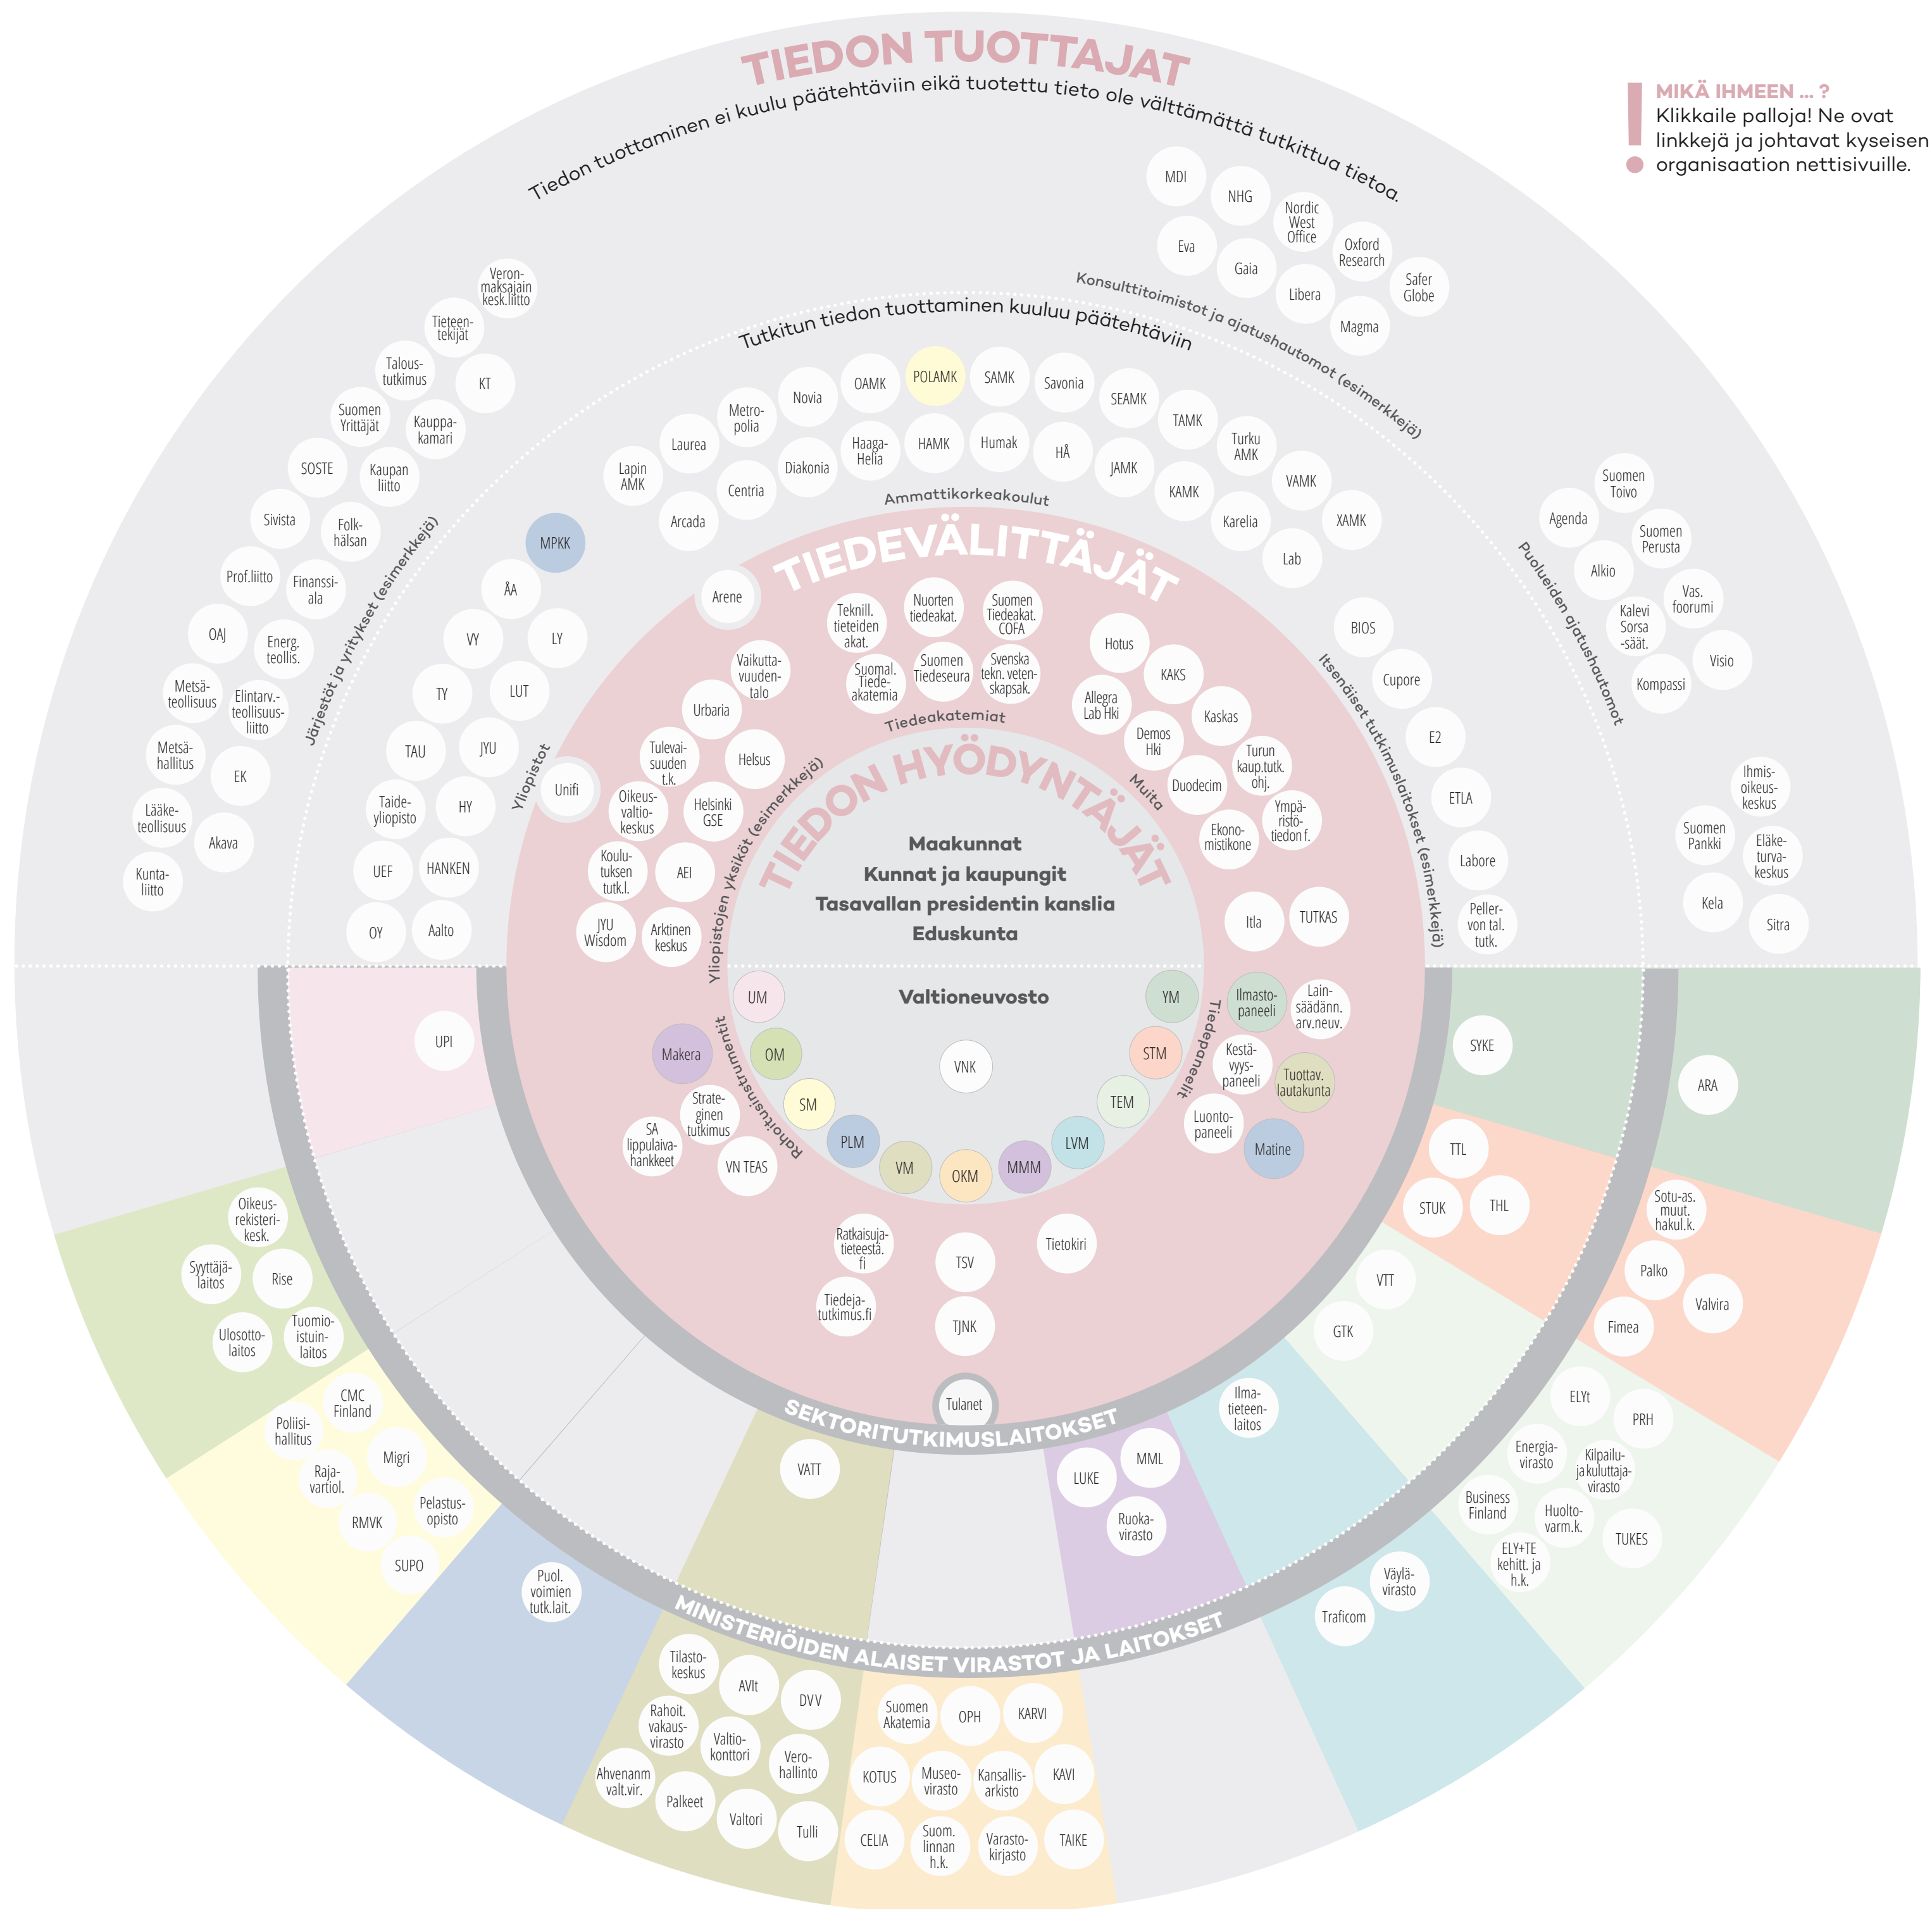 TIEDON TUOTTAJAT
Tiedon tuottaminen ei kuulu päätehtäviin eikä tuotettu tieto ole välttämättä tutkittua tietoa.
MIKÄ IHMEEN ... ?
Klikkaile palloja! Ne ovat
linkkejä ja johtavat kyseisen
organisaation nettisivuille.
MDI
NHG
Nordic
West
Office
Oxford
Research
Safer
Globe
Eva
Gaia
Libera
Magma
Konsulttitoimistot ja ajatushautomot (esimerkkejä)
Veron-
maksajain
kesk.liitto
Tieteen-
tekijät
Talous-
tutkimus
KT
Suomen
Yrittäjät
Kauppa-
kamari
SOSTE
Kaupan
liitto
Sivista
Folk-
hälsan
Prof.liitto
Finanssi-
ala
OAJ
Energ.
teollis.
Metsä-
teollisuus
Elintarv.-
teollisuus-
liitto
Metsä-
hallitus
EK
Lääke-
teollisuus
Akava
Kunta-
liitto
Järjestöt ja yritykset (esimerkkejä)
Tutkitun tiedon tuottaminen kuuluu päätehtäviin
Lapin
AMK
Laurea
Metro-
polia
Novia
OAMK
POLAMK
SAMK
Savonia
SEAMK
TAMK
Turku
AMK
VAMK
XAMK
Arcada
Centria
Diakonia
Haaga-
Helia
HAMK
Humak
HÅ
JAMK
KAMK
Karelia
Lab
Ammattikorkeakoulut
MPKK
ÅA
VY
LY
TY
LUT
TAU
JYU
Taide-
yliopisto
HY
UEF
HANKEN
OY
Aalto
Yliopistot
Suomen
Toivo
Agenda
Suomen
Perusta
Alkio
Vas.
foorumi
Kalevi
Sorsa
-säät.
Visio
Kompassi
Puolueiden ajatushautomot
BIOS
Cupore
E2
ETLA
Labore
Peller-
von tal.
tutk.
Itsenäiset tutkimuslaitokset (esimerkkejä)
Ihmis-
oikeus-
keskus
Suomen
Pankki
Eläke-
turva-
keskus
Kela
Sitra
TIEDEVÄLITTÄJÄT
Arene
Unifi
Teknill.
tieteiden
akat.
Nuorten
tiedeakat.
Suomen
Tiedeakat.
COFA
Suomal.
Tiede-
akatemia
Suomen
Tiedeseura
Svenska
tekn. veten-
skapsak.
Tiedeakatemiat
Vaikutta-
vuuden-
talo
Urbaria
Tulevai-
suuden
t.k.
Helsus
Oikeus-
valtio-
keskus
Helsinki
GSE
Koulu-
tuksen
tutk.l.
AEI
JYU
Wisdom
Arktinen
keskus
Yliopistojen yksiköt (esimerkkejä)
Hotus
KAKS
Allegra
Lab Hki
Kaskas
Demos
Hki
Turun
kaup.tutk.
ohj.
Duodecim
Ympä-
ristö-
tiedon f.
Ekono-
mistikone
Muita
Itla
TUTKAS
TIEDON HYÖDYNTÄJÄT
Maakunnat
Kunnat ja kaupungit
Tasavallan presidentin kanslia
Eduskunta
Valtioneuvosto
VNK
UM
OM
SM
PLM
VM
OKM
MMM
LVM
TEM
STM
YM
Makera
Strate-
ginen
tutkimus
SA
lippulaiva-
hankkeet
VN TEAS
Rahoitusinstrumentit
Ilmasto-
paneeli
Lain-
säädänn.
arv.neuv.
Kestä-
vyys-
paneeli
Tuottav.
lautakunta
Luonto-
paneeli
Matine
Tiedepaneelit
Ratkaisuja-
tieteestä.
fi
Tiedeja-
tutkimus.fi
TSV
TJNK
Tietokiri
Tulanet
SEKTORITUTKIMUSLAITOKSET
UPI
VATT
LUKE
MML
Ruoka-
virasto
Ilma-
tieteen-
laitos
VTT
GTK
TTL
STUK
THL
SYKE
MINISTERIÖIDEN ALAISET VIRASTOT JA LAITOKSET
Oikeus-
rekisteri-
kesk.
Syyttäjä-
laitos
Rise
Ulosotto-
laitos
Tuomio-
istuin-
laitos
CMC
Finland
Poliisi-
hallitus
Migri
Raja-
vartiol.
RMVK
Pelastus-
opisto
SUPO
Puol.
voimien
tutk.lait.
Tilasto-
keskus
AVIt
DVV
Rahoit.
vakaus-
virasto
Valtio-
konttori
Vero-
hallinto
Ahvenanm
valt.vir.
Palkeet
Valtori
Tulli
Suomen
Akatemia
OPH
KARVI
KOTUS
Museo-
virasto
Kansallis-
arkisto
KAVI
CELIA
Suom.
linnan
h.k.
Varasto-
kirjasto
TAIKE
Väylä-
virasto
Traficom
ELYt
PRH
Energia-
virasto
Kilpailu-
ja kuluttaja-
virasto
Business
Finland
Huolto-
varm.k.
TUKES
ELY+TE
kehitt. ja
h.k.
Sotu-as.
muut.
hakul.k.
Palko
Valvira
Fimea
ARA